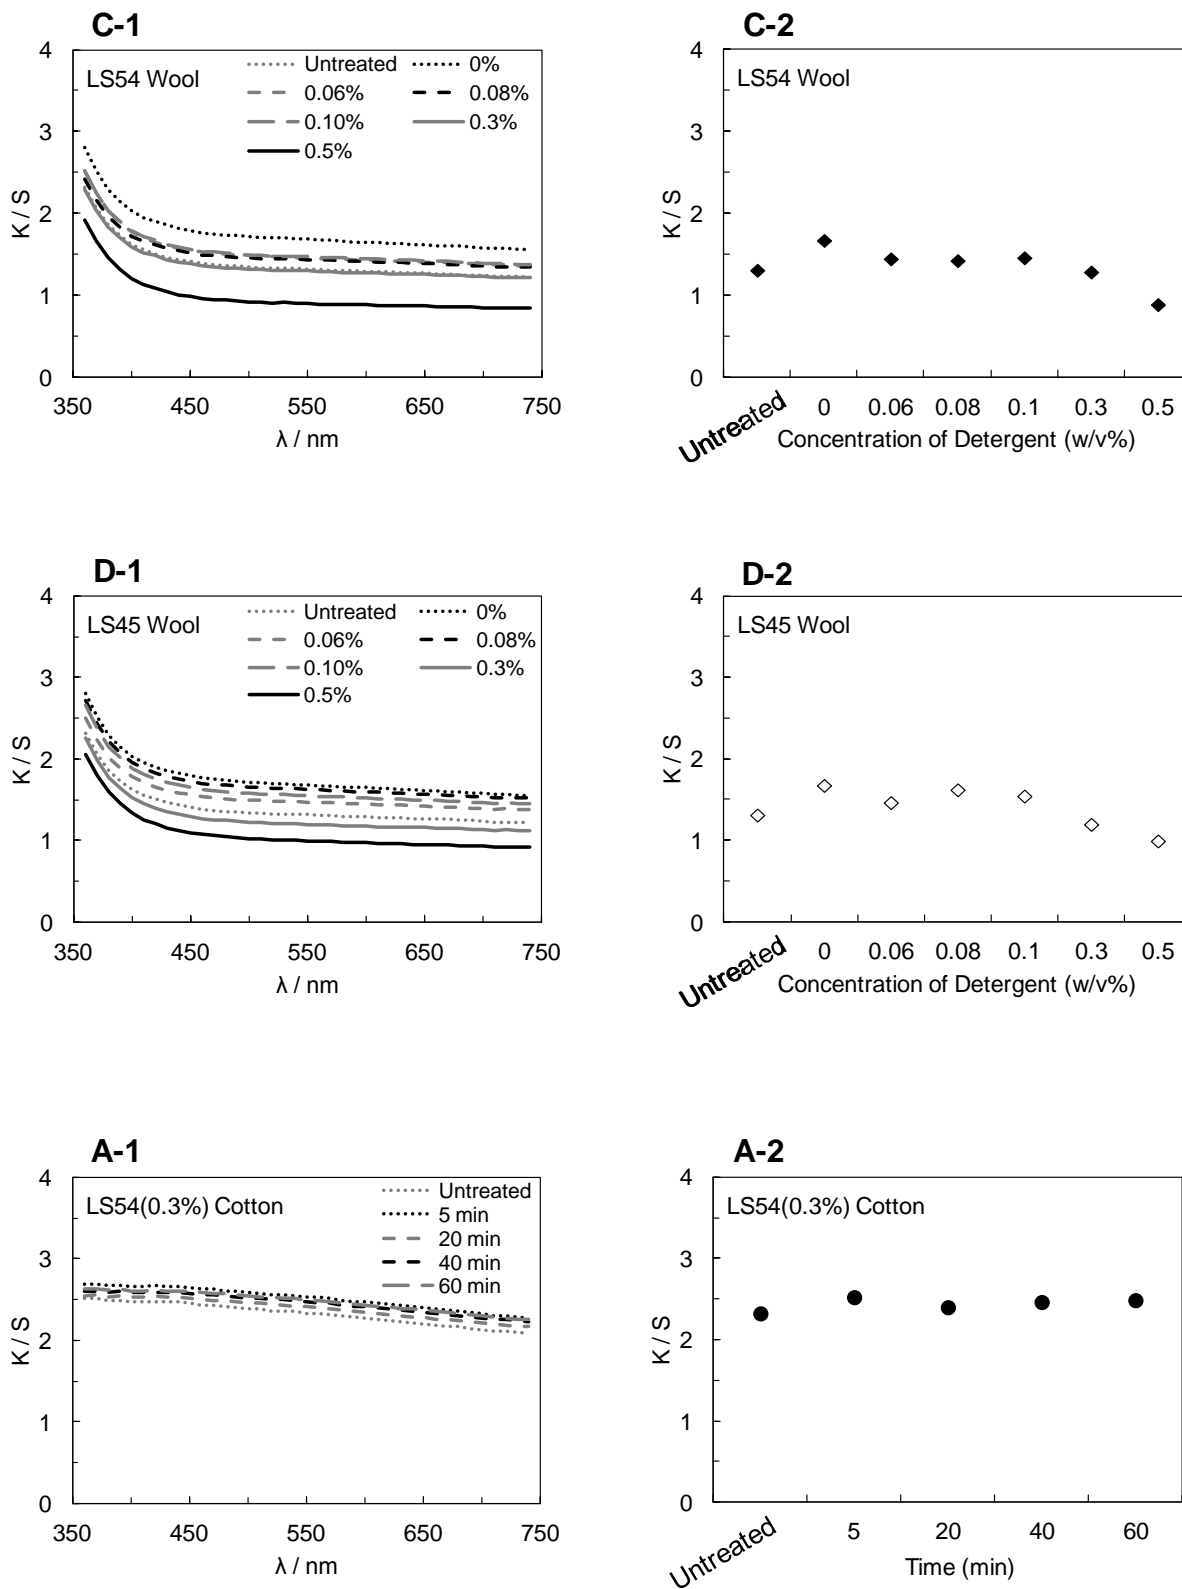 C-1
C-2
4
3
2
1
0
K / S
LS54 Wool
Untreated
0%
0.06%
0.08%
0.10%
0.3%
0.5%
350
450
550
650
750
λ / nm
4
3
2
1
0
K / S
LS54 Wool
Untreated
0
0.06
0.08
0.1
0.3
0.5
Concentration of Detergent (w/v%)
D-1
D-2
4
3
2
1
0
K / S
LS45 Wool
Untreated
0%
0.06%
0.08%
0.10%
0.3%
0.5%
350
450
550
650
750
λ / nm
4
3
2
1
0
K / S
LS45 Wool
Untreated
0
0.06
0.08
0.1
0.3
0.5
Concentration of Detergent (w/v%)
A-1
A-2
4
3
2
1
0
K / S
LS54(0.3%) Cotton
Untreated
5 min
20 min
40 min
60 min
350
450
550
650
750
λ / nm
4
3
2
1
0
K / S
LS54(0.3%) Cotton
Untreated
5
20
40
60
Time (min)